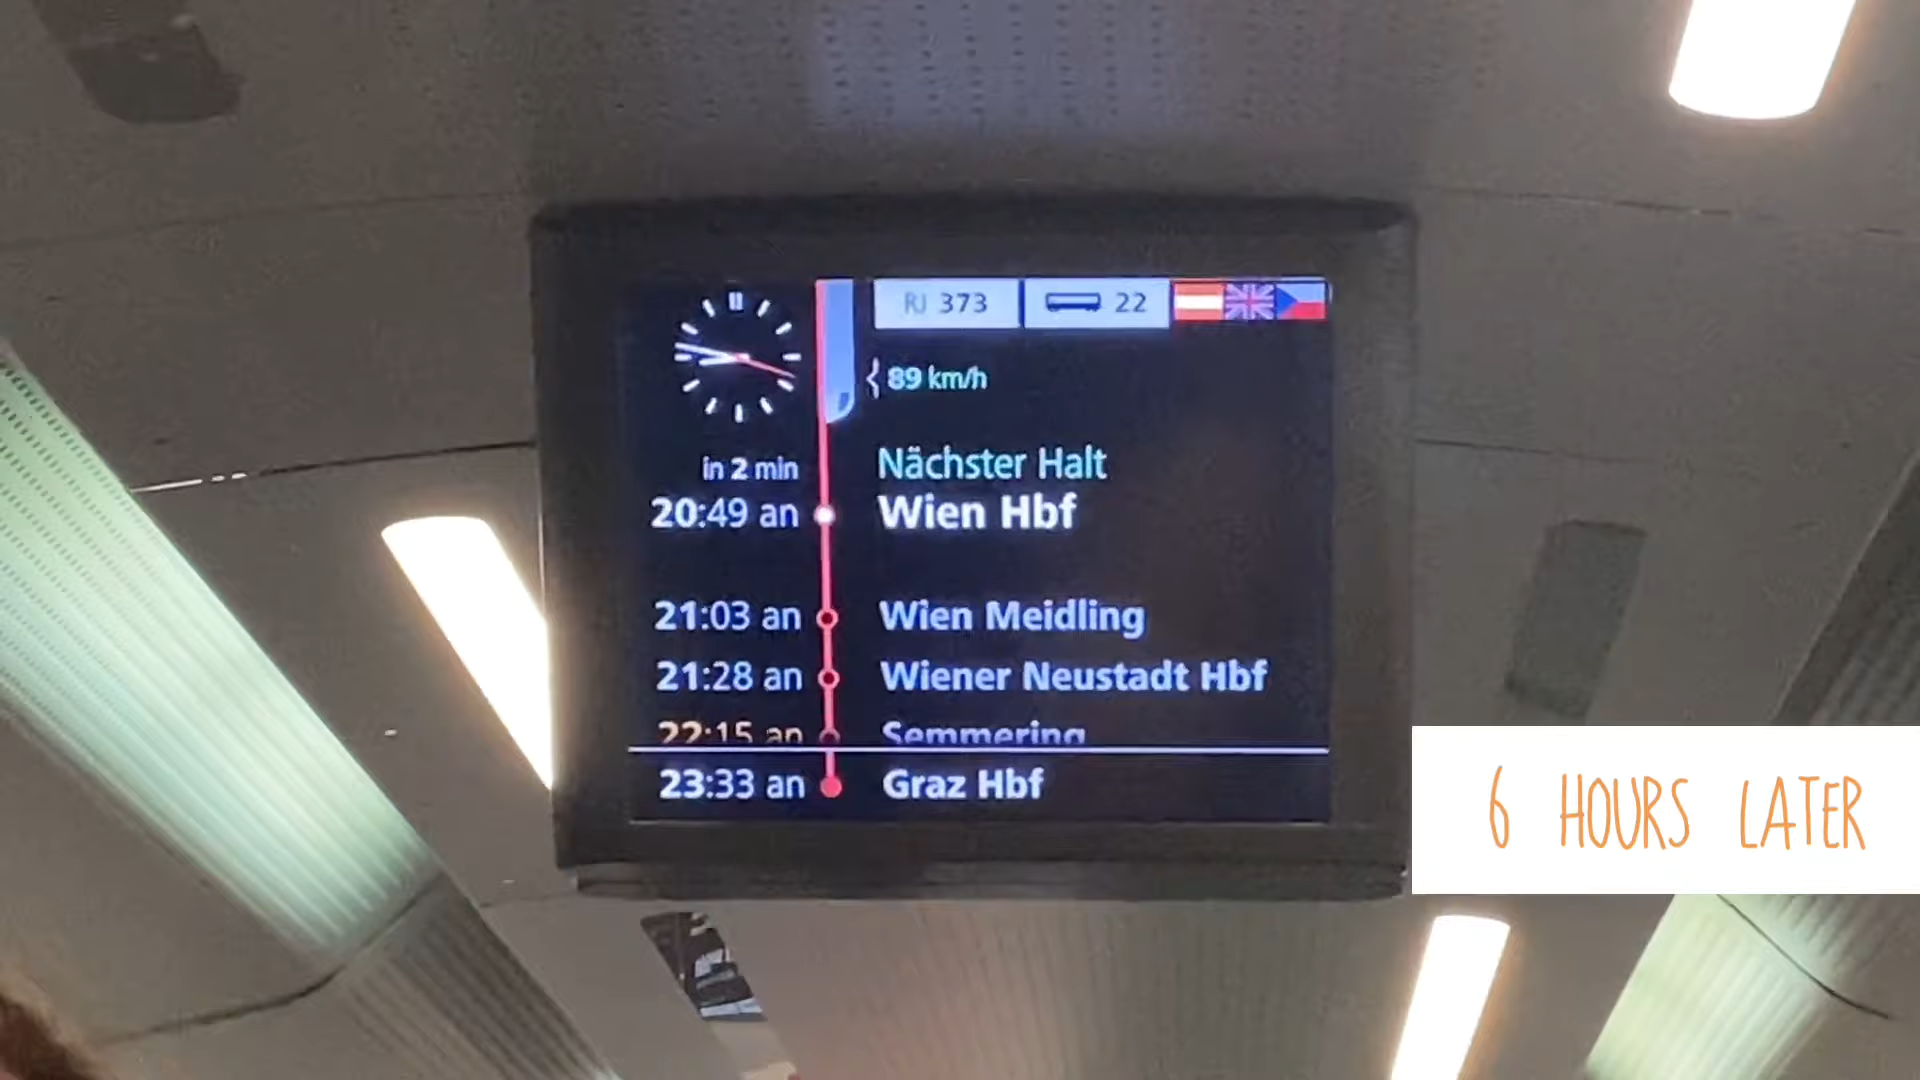 RJ 373 22
89 km/h
in 2 min Nächster Halt
20:49 an Wien Hbf
21:03 an Wien Meidling
21:28 an Wiener Neustadt Hbf
22:15 an Semmering
23:33 an Graz Hbf
6 HOURS LATER